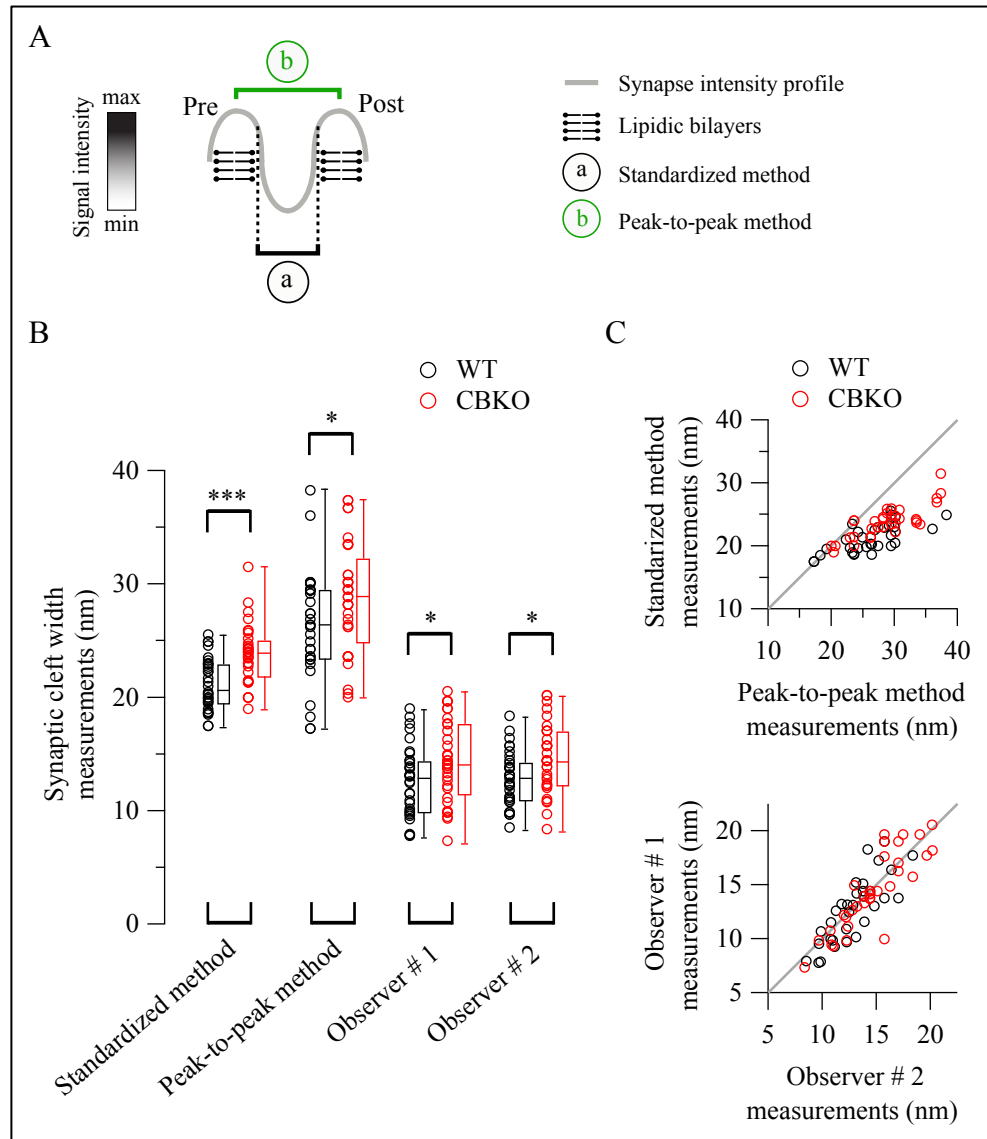 A
b
Pre
Post
max
Signal intensity
min
a
Synapse intensity profile
Lipidic bilayers
a
Standardized method
b
Peak-to-peak method
B
WT
CBKO
Synaptic cleft width
measurements (nm)
40
30
20
10
0
***
*
*
*
Standardized method
Peak-to-peak method
Observer # 1
Observer # 2
C
WT
CBKO
Standarized method
measurements (nm)
40
30
20
10
10
20
30
40
Peak-to-peak method
measurements (nm)
Observer # 1
measurements (nm)
20
15
10
5
5
10
15
20
Observer # 2
measurements (nm)